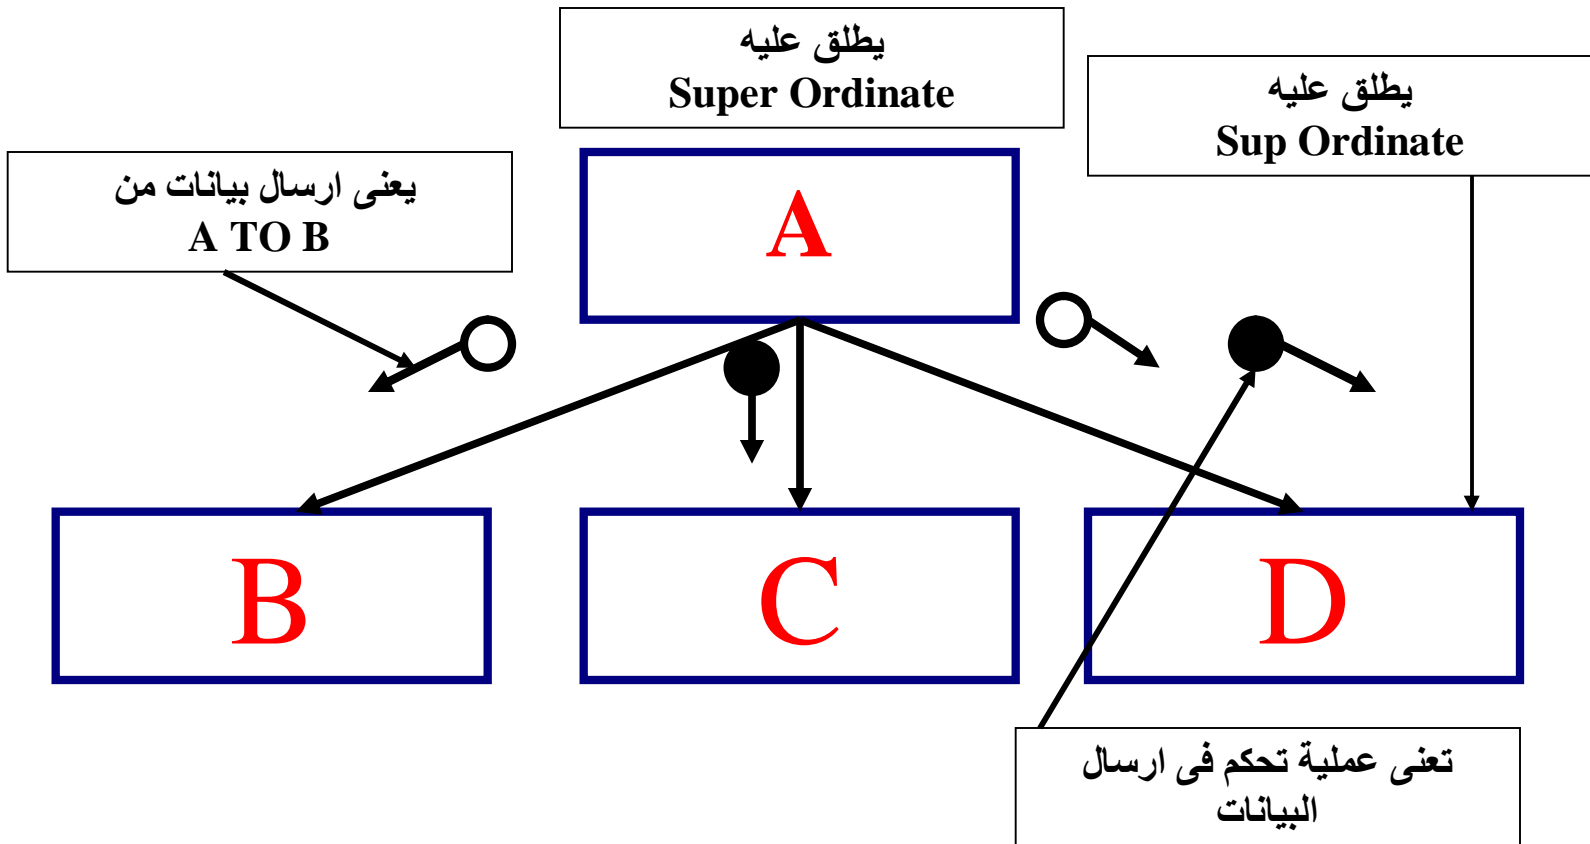 يطلق عليه
Super Ordinate
يطلق عليه
Sup Ordinate
يعنى ارسال بيانات من
A TO B
A
B
C
D
تعنى عملية تحكم فى ارسال
البيانات